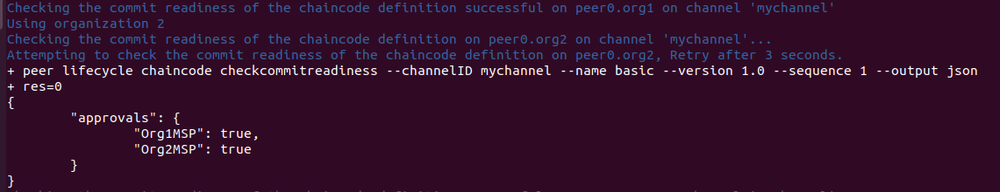 Checking the commit readiness of the chaincode definition successful on peer0.org1 on channel 'mychannel'
Using organization 2
Checking the commit readiness of the chaincode definition on peer0.org2 on channel 'mychannel'...
Attempting to check the commit readiness of the chaincode definition on peer0.org2, Retry after 3 seconds.
+ peer lifecycle chaincode checkcommitreadiness --channelID mychannel --name basic --version 1.0 --sequence 1 --output json
+ res=0
{
        "approvals": {
                "Org1MSP": true,
                "Org2MSP": true
        }
}